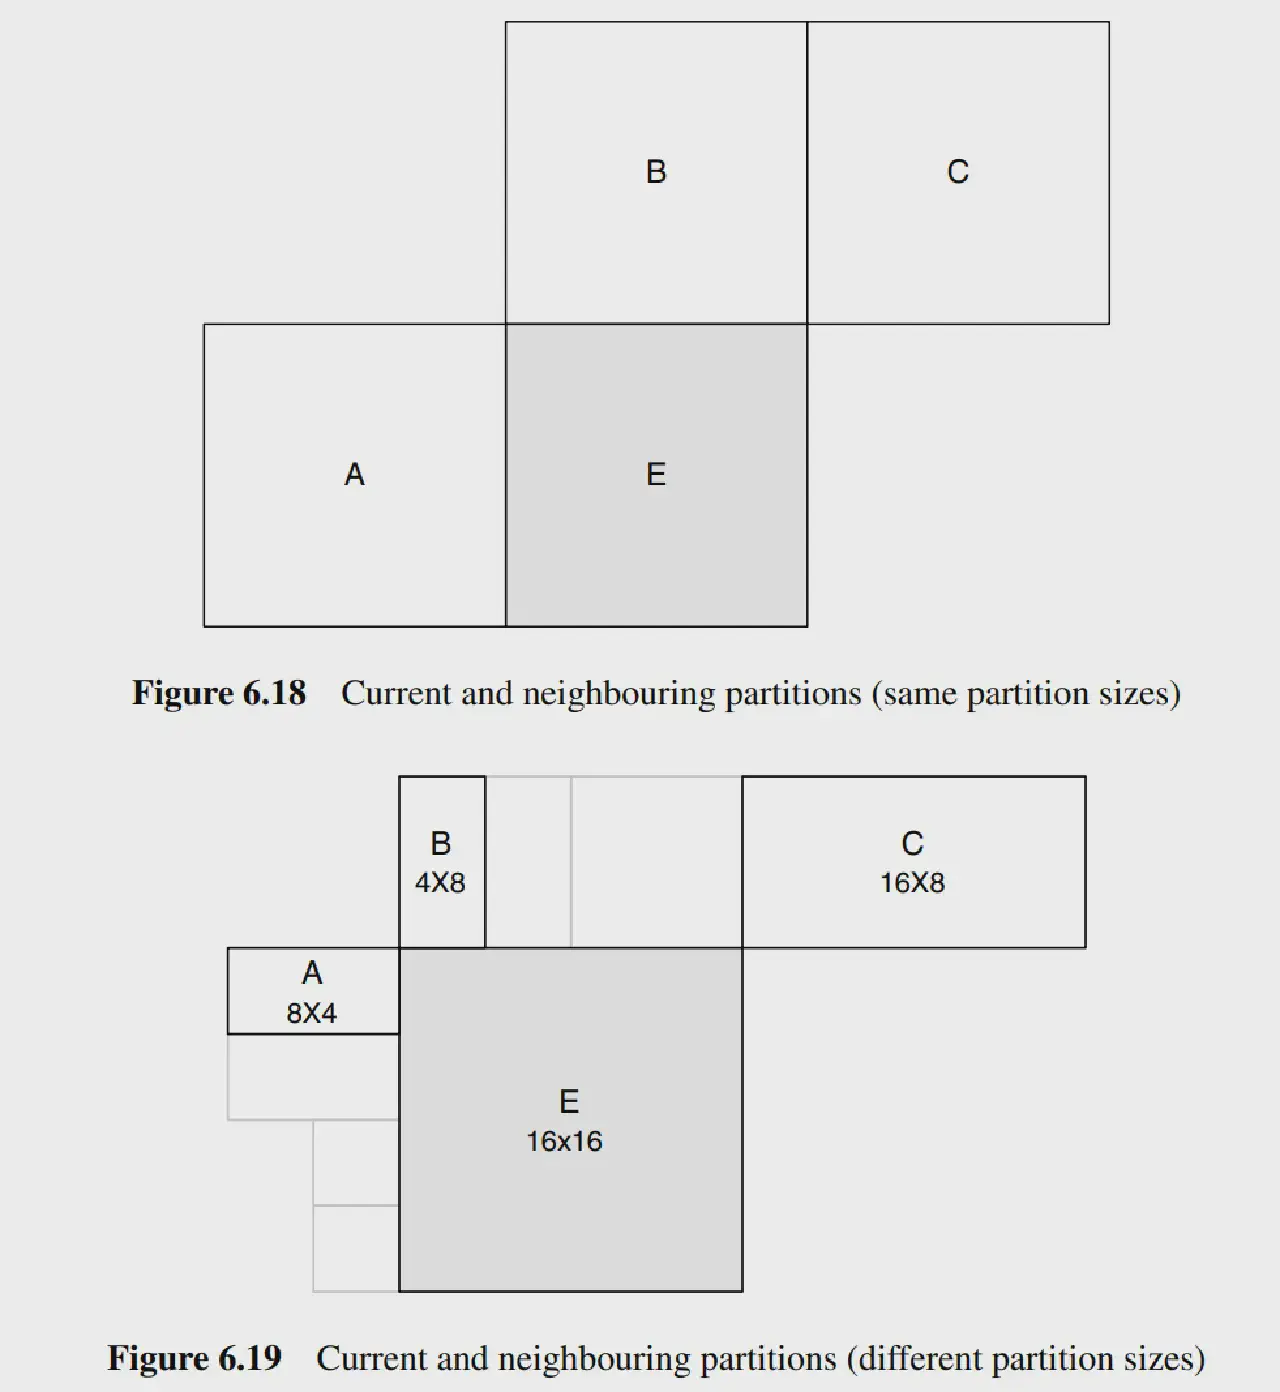 B
C
A
E
Figure 6.18 Current and neighbouring partitions (same partition sizes)
B
4X8
C
16X8
A
8X4
E
16x16
Figure 6.19 Current and neighbouring partitions (different partition sizes)